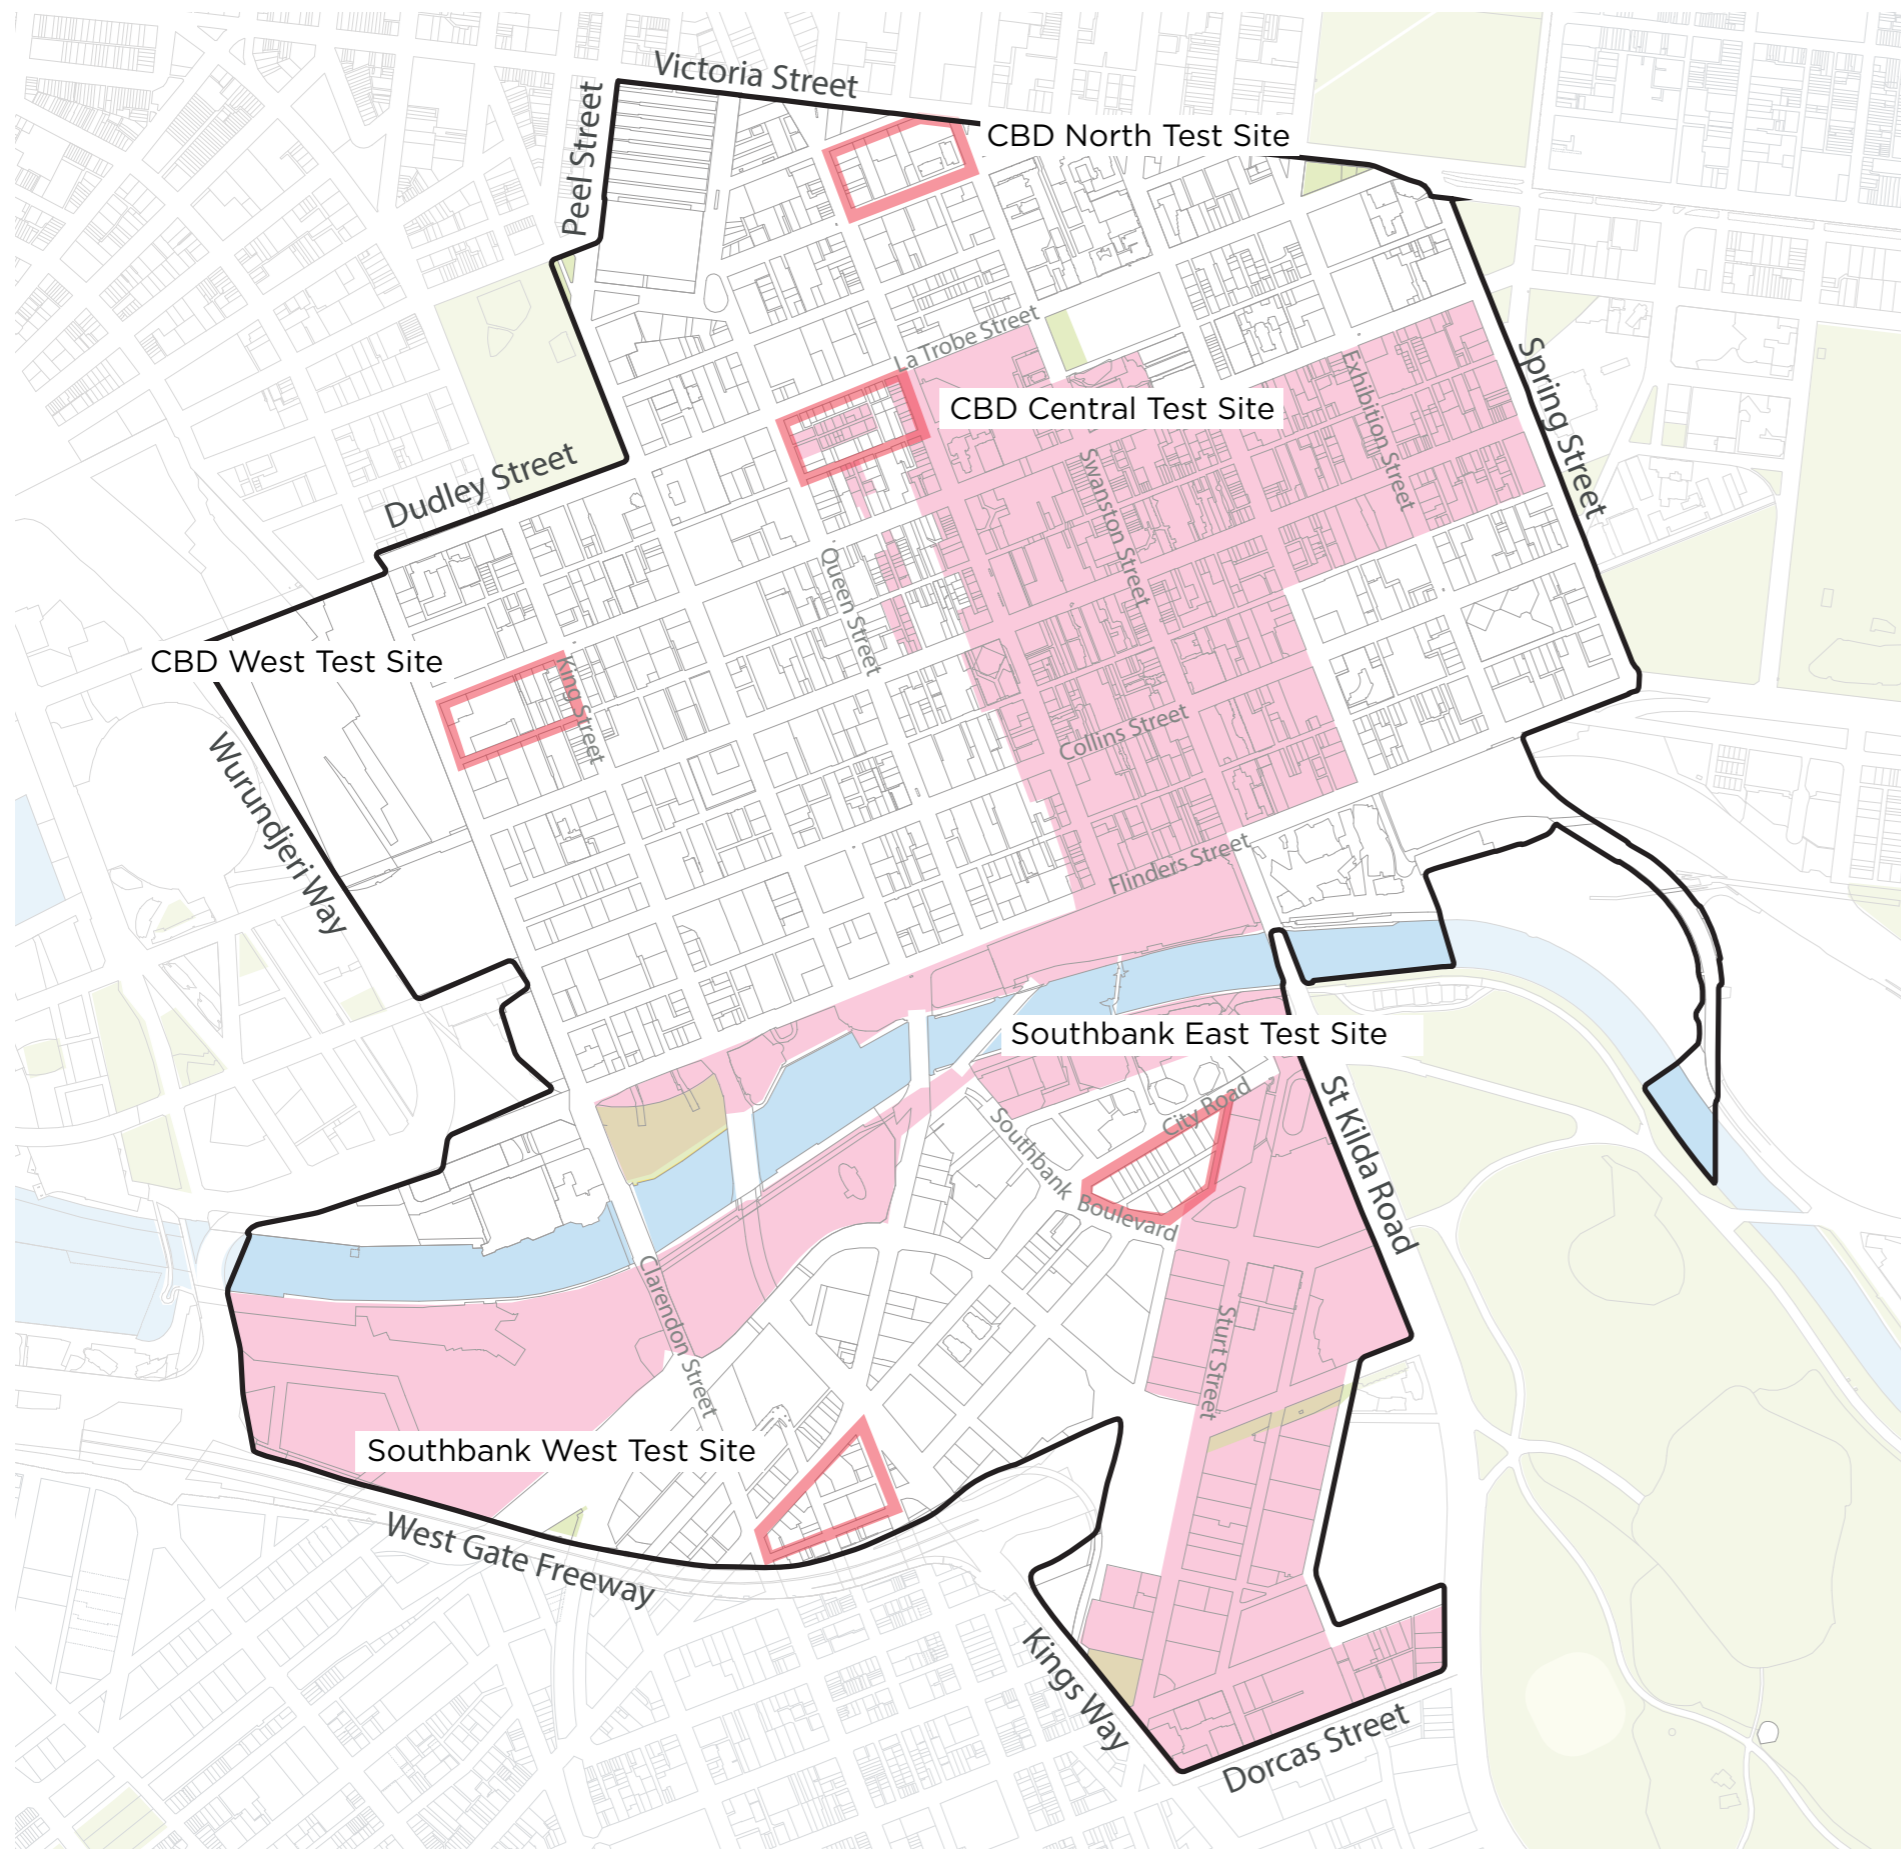 Victoria Street
Peel Street
CBD North Test Site
La Trobe Street
CBD Central Test Site
Exhibition Street
Spring Street
Swanston Street
Dudley Street
Queen Street
CBD West Test Site
King Street
Collins Street
Wurundjeri Way
Flinders Street
Southbank East Test Site
City Road
St Kilda Road
Southbank Boulevard
Clarendon Street
Sturt Street
Southbank West Test Site
West Gate Freeway
Kings Way
Dorcas Street